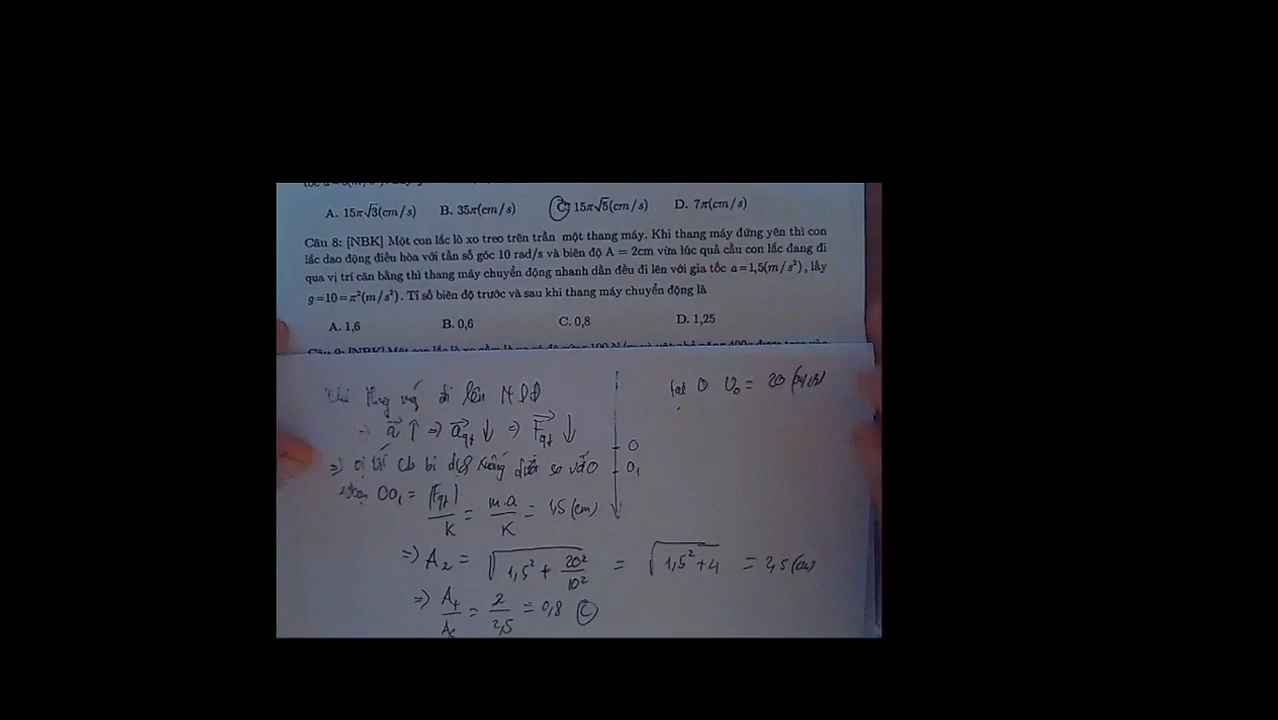 A. 15π√3(cm/s) B. 35π(cm/s) C. 15π√5(cm/s) D. 7π(cm/s)
Câu 8: [NBK] Một con lắc lò xo treo trên trần một thang máy. Khi thang máy đứng yên thì con
lắc dao động điều hòa với tần số góc 10 rad/s và biên độ A = 2cm vừa lúc quả cầu con lắc đang đi
qua vị trí cân bằng thì thang máy chuyển động nhanh dần đều đi lên với gia tốc a = 1,5(m/s²), lấy
g = 10 = π²(m/s²). Tỉ số biên độ trước và sau khi thang máy chuyển động là
A. 1,6 B. 0,6 C. 0,8 D. 1,25
đi lên NDĐ
tại O v₀ = 20 (cm/s)
⇒ a⃗ ↑ ⇒ a⃗qt ↓ ⇒ F⃗qt ↓
O
⇒ vị trí cb bị dịch xuống dưới so với O
O₁
OO₁ = |Fqt|/K = m.a/K = 1,5 (cm)
⇒ A₂ = √(1,5² + 20²/10²) = √(1,5² + 4) = 2,5 (cm)
⇒ At/As = 2/2,5 = 0,8 C